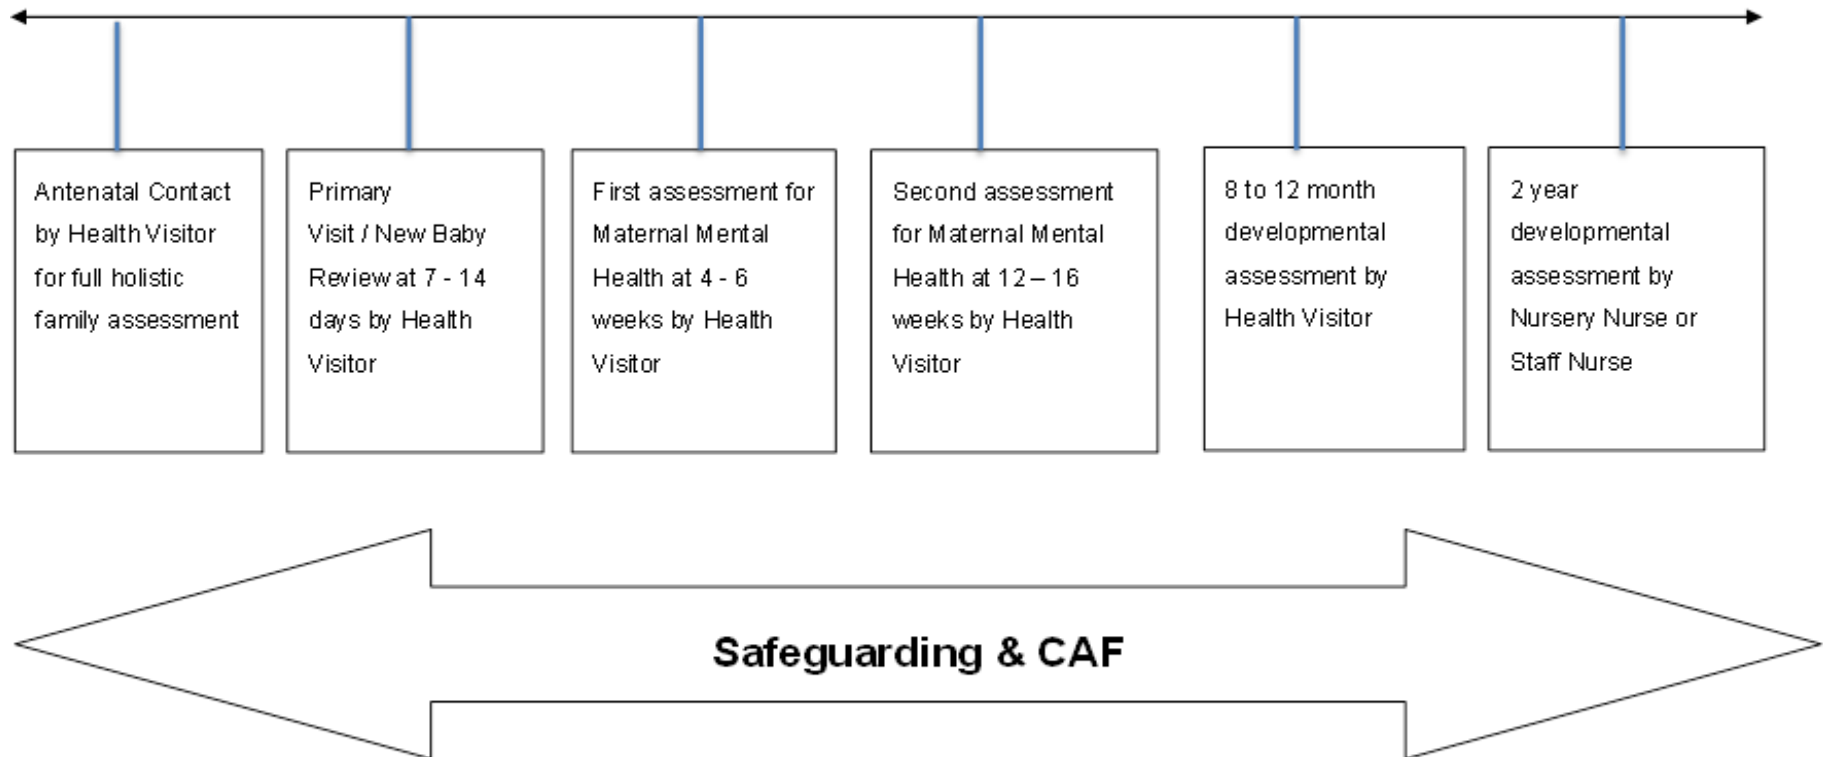 Antenatal Contact
by Health Visitor
for full holistic
family assessment
Primary
Visit / New Baby
Review at 7 - 14
days by Health
Visitor
First assessment for
Maternal Mental
Health at 4 - 6
weeks by Health
Visitor
Second assessment
for Maternal Mental
Health at 12 – 16
weeks by Health
Visitor
8 to 12 month
developmental
assessment by
Health Visitor
2 year
developmental
assessment by
Nursery Nurse or
Staff Nurse
Safeguarding & CAF